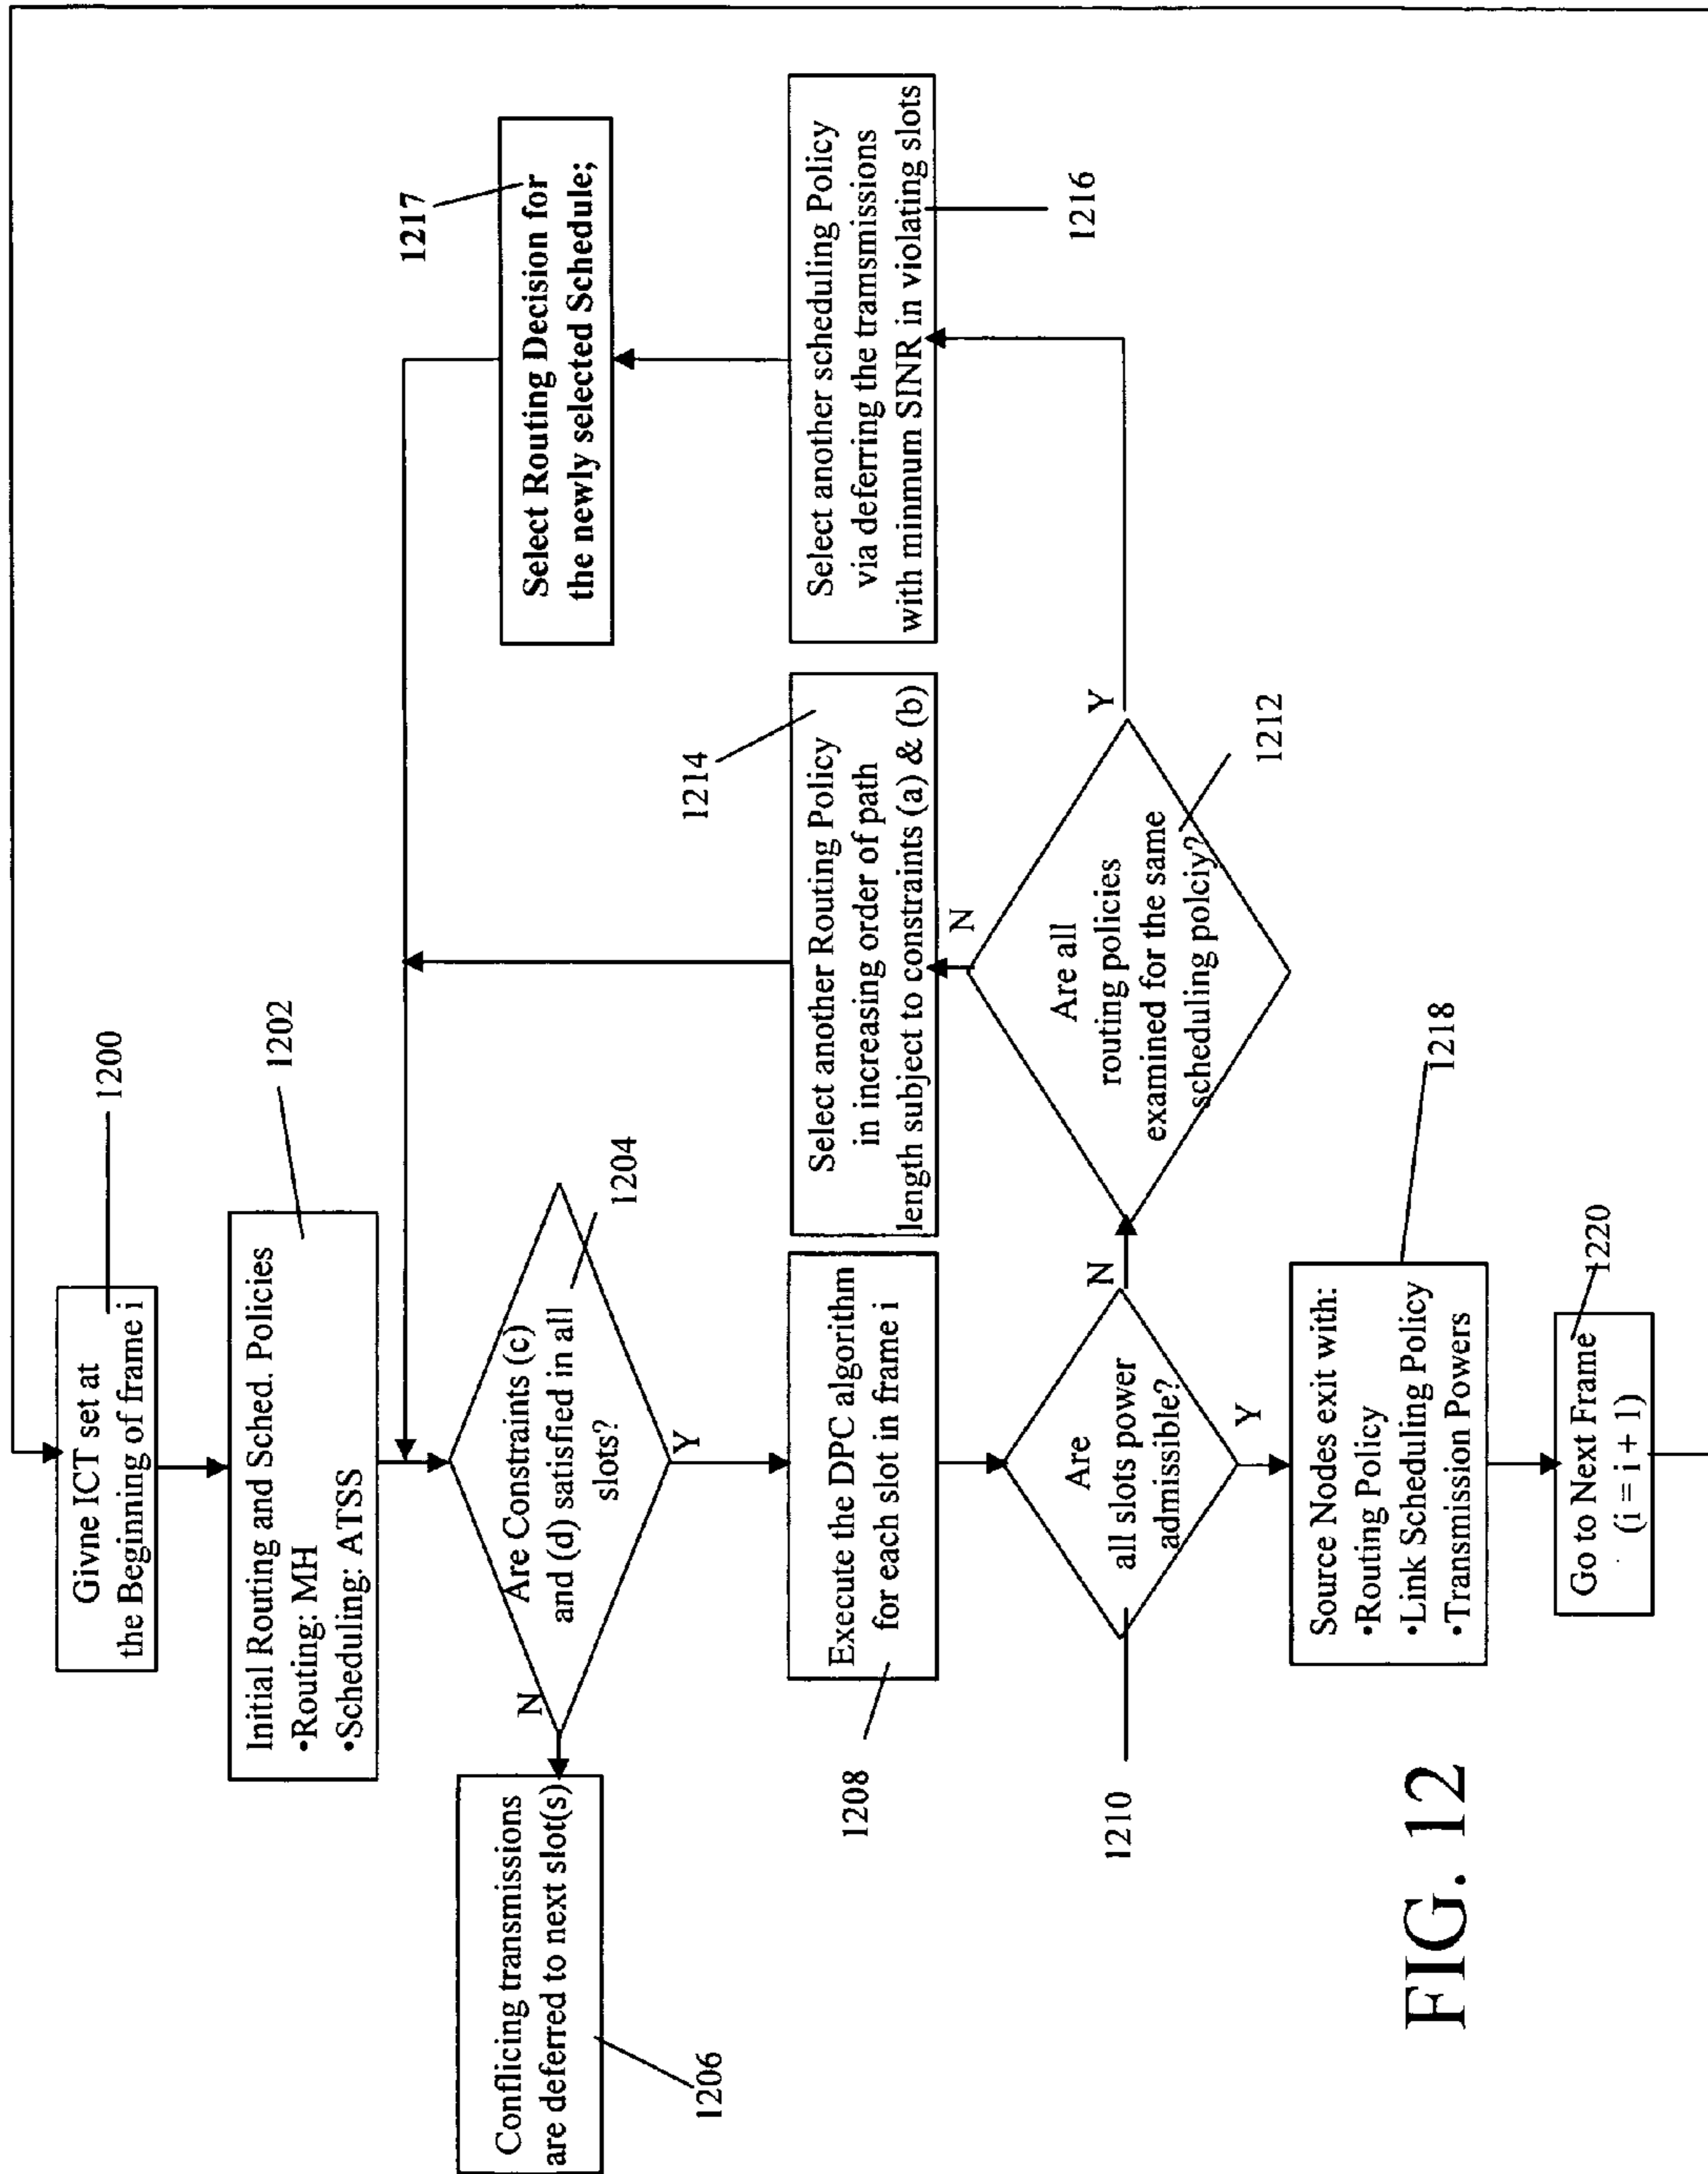 Givne ICT set at
the Beginning of frame i
1200
Initial Routing and Sched. Policies
•Routing: MH
•Scheduling: ATSS
1202
Are Constraints (c)
and (d) satisfied in all
slots?
1204
N
Y
Conflicing transmissions
are deferred to next slot(s)
1206
Execute the DPC algorithm
for each slot in frame i
1208
Are
all slots power
admissible?
1210
N
Y
Are all
routing policies
examined for the same
scheduling polciy?
1212
N
Y
Select another Routing Policy
in increasing order of path
length subject to constraints (a) & (b)
1214
Select another scheduling Policy
via deferring the tramsmissions
with minmum SINR in violating slots
1216
Select Routing Decision for
the newly selected Schedule;
1217
Source Nodes exit with:
•Routing Policy
•Link Scheduling Policy
•Transmission Powers
1218
Go to Next Frame
(i = i + 1)
1220
FIG. 12